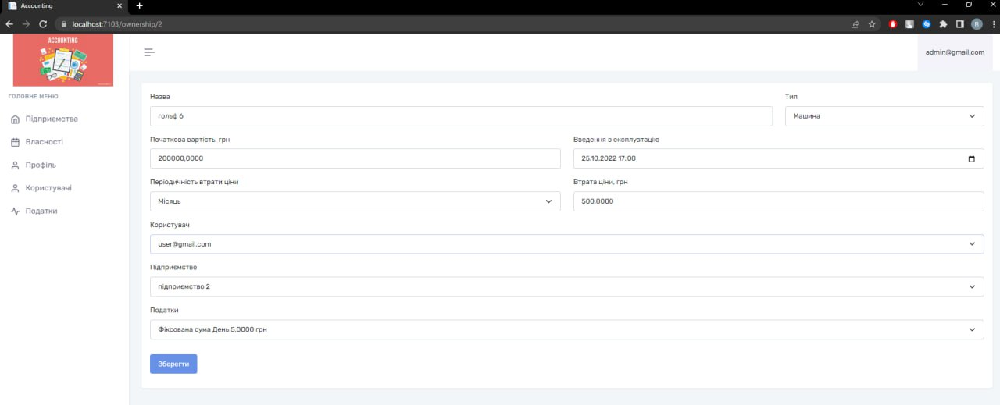 Accounting
localhost:7103/ownership/2
R
ACCOUNTING
admin@gmail.com
ГОЛОВНЕ МЕНЮ
Підприємства
Власності
Профіль
Користувачі
Податки
Назва
Тип
гольф 6
Машина
Початкова вартість, грн
Введення в експлуатацію
200000,0000
25.10.2022 17:00
Періодичність втрати ціни
Втрата ціни, грн
Місяць
500,0000
Користувач
user@gmail.com
Підприємство
підприємство 2
Податки
Фіксована сума День 5,0000 грн
Зберегти